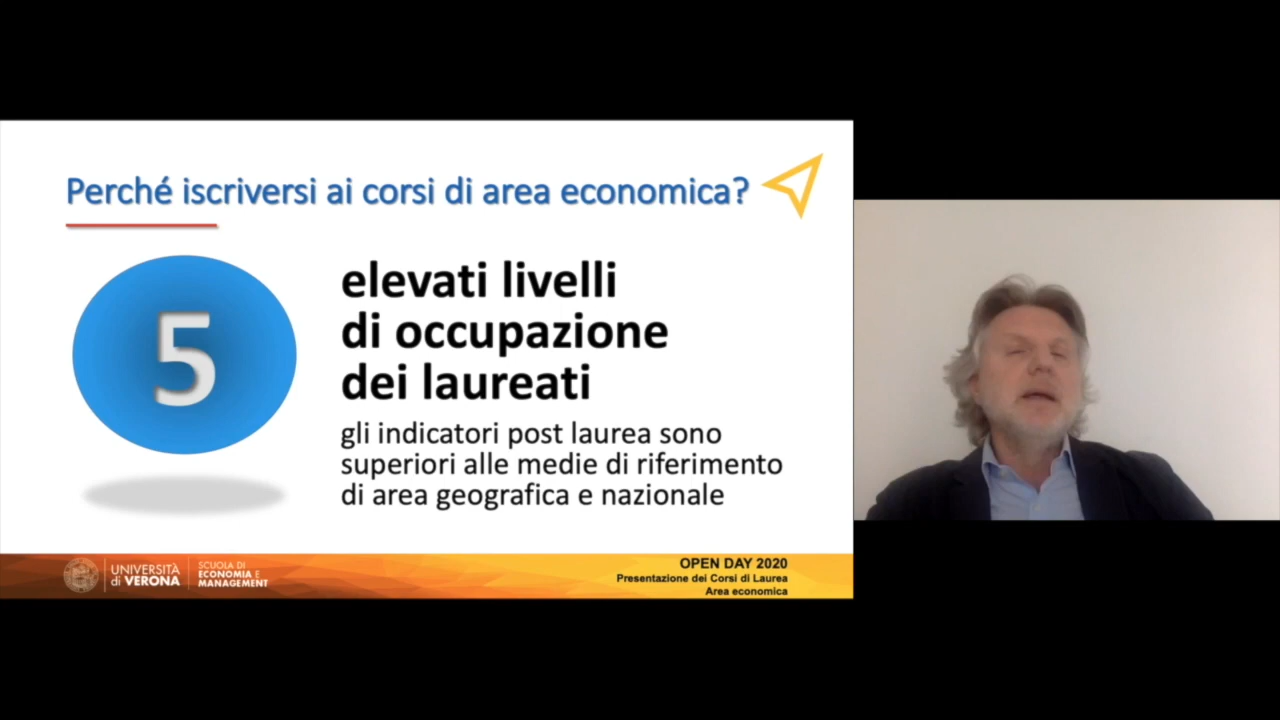 Perché iscriversi ai corsi di area economica?
5
elevati livelli
di occupazione
dei laureati
gli indicatori post laurea sono
superiori alle medie di riferimento
di area geografica e nazionale
UNIVERSITÀ
di VERONA
SCUOLA DI
ECONOMIA E
MANAGEMENT
OPEN DAY 2020
Presentazione dei Corsi di Laurea
Area economica